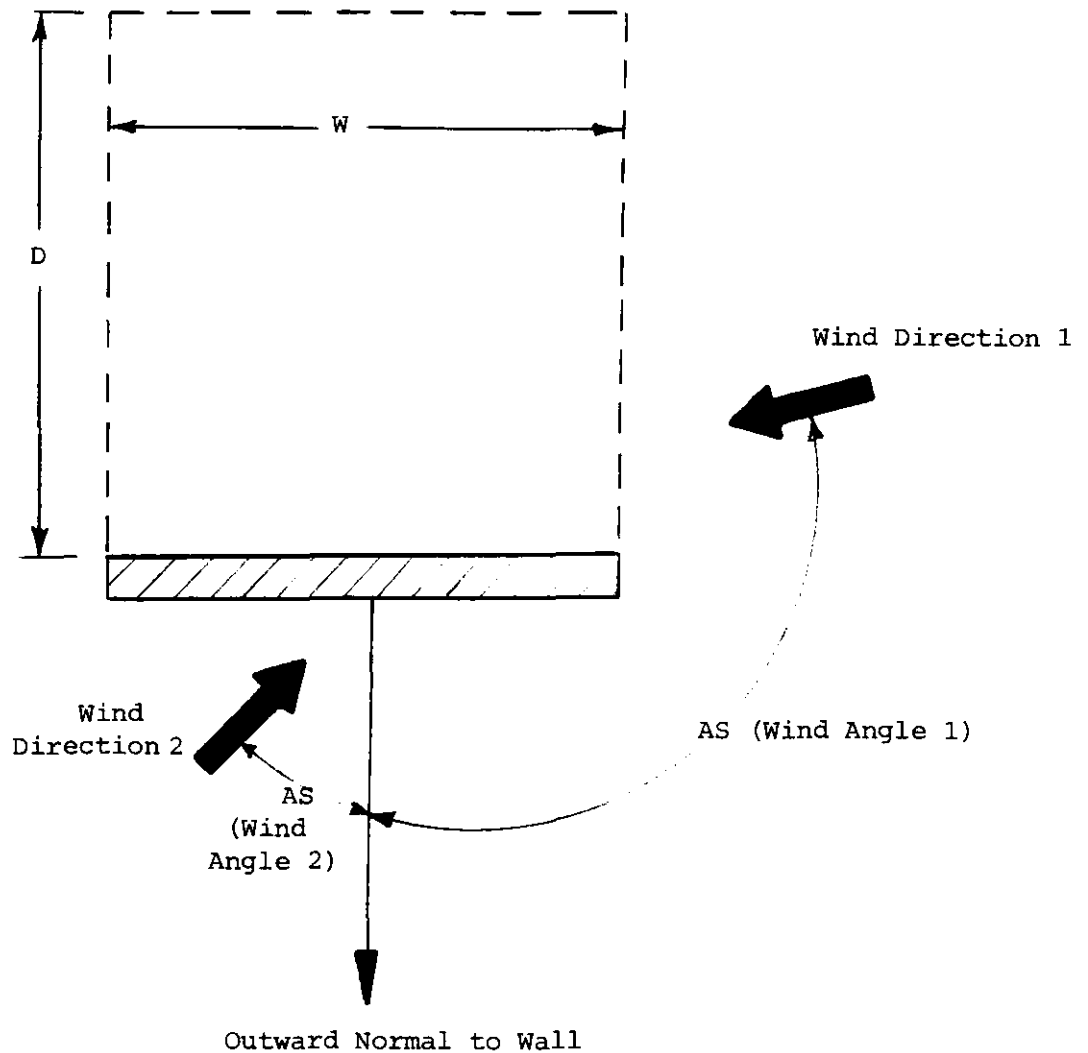 W
D
Wind Direction 1
Wind
Direction 2
AS (Wind Angle 1)
AS
(Wind
Angle 2)
Outward Normal to Wall